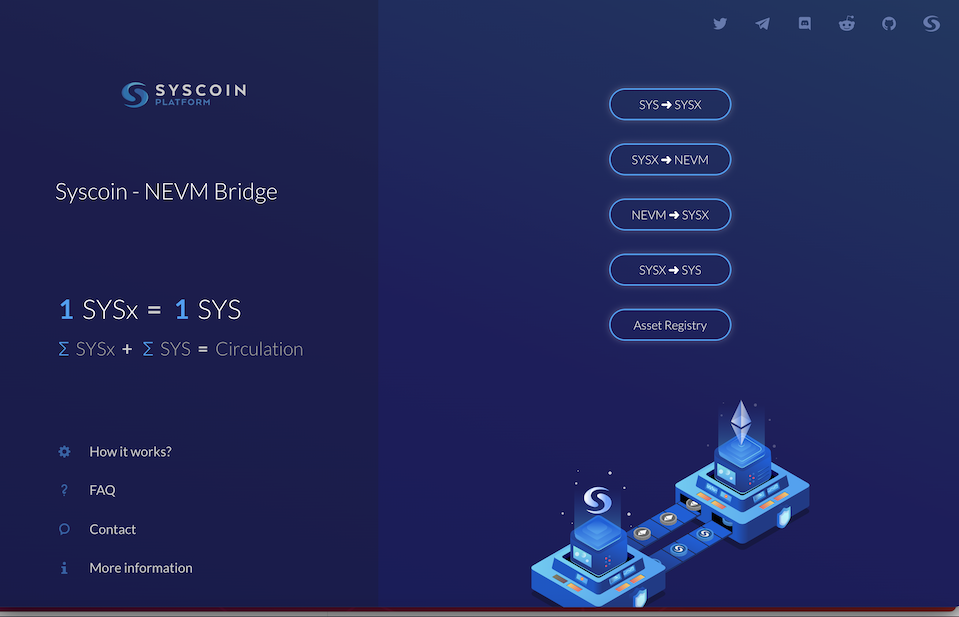 SYSCOIN
PLATFORM
Syscoin - NEVM Bridge
1 SYSx = 1 SYS
Σ SYSx + Σ SYS = Circulation
How it works?
FAQ
Contact
More information
SYS ➜ SYSX
SYSX ➜ NEVM
NEVM ➜ SYSX
SYSX ➜ SYS
Asset Registry